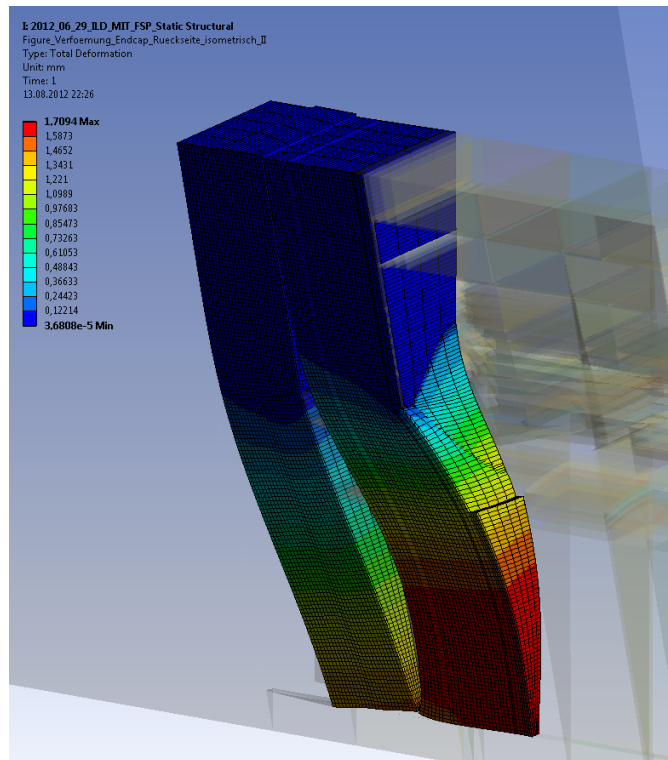 I: 2012_06_29_ILD_MIT_FSP_Static Structural
Figure_Verfoemung_Endcap_Rueckseite_isometrisch_II
Type: Total Deformation
Unit: mm
Time: 1
13.08.2012 22:26
1,7094 Max
1,5873
1,4652
1,3431
1,221
1,0989
0,97683
0,85473
0,73263
0,61053
0,48843
0,36633
0,24423
0,12214
3,6808e-5 Min